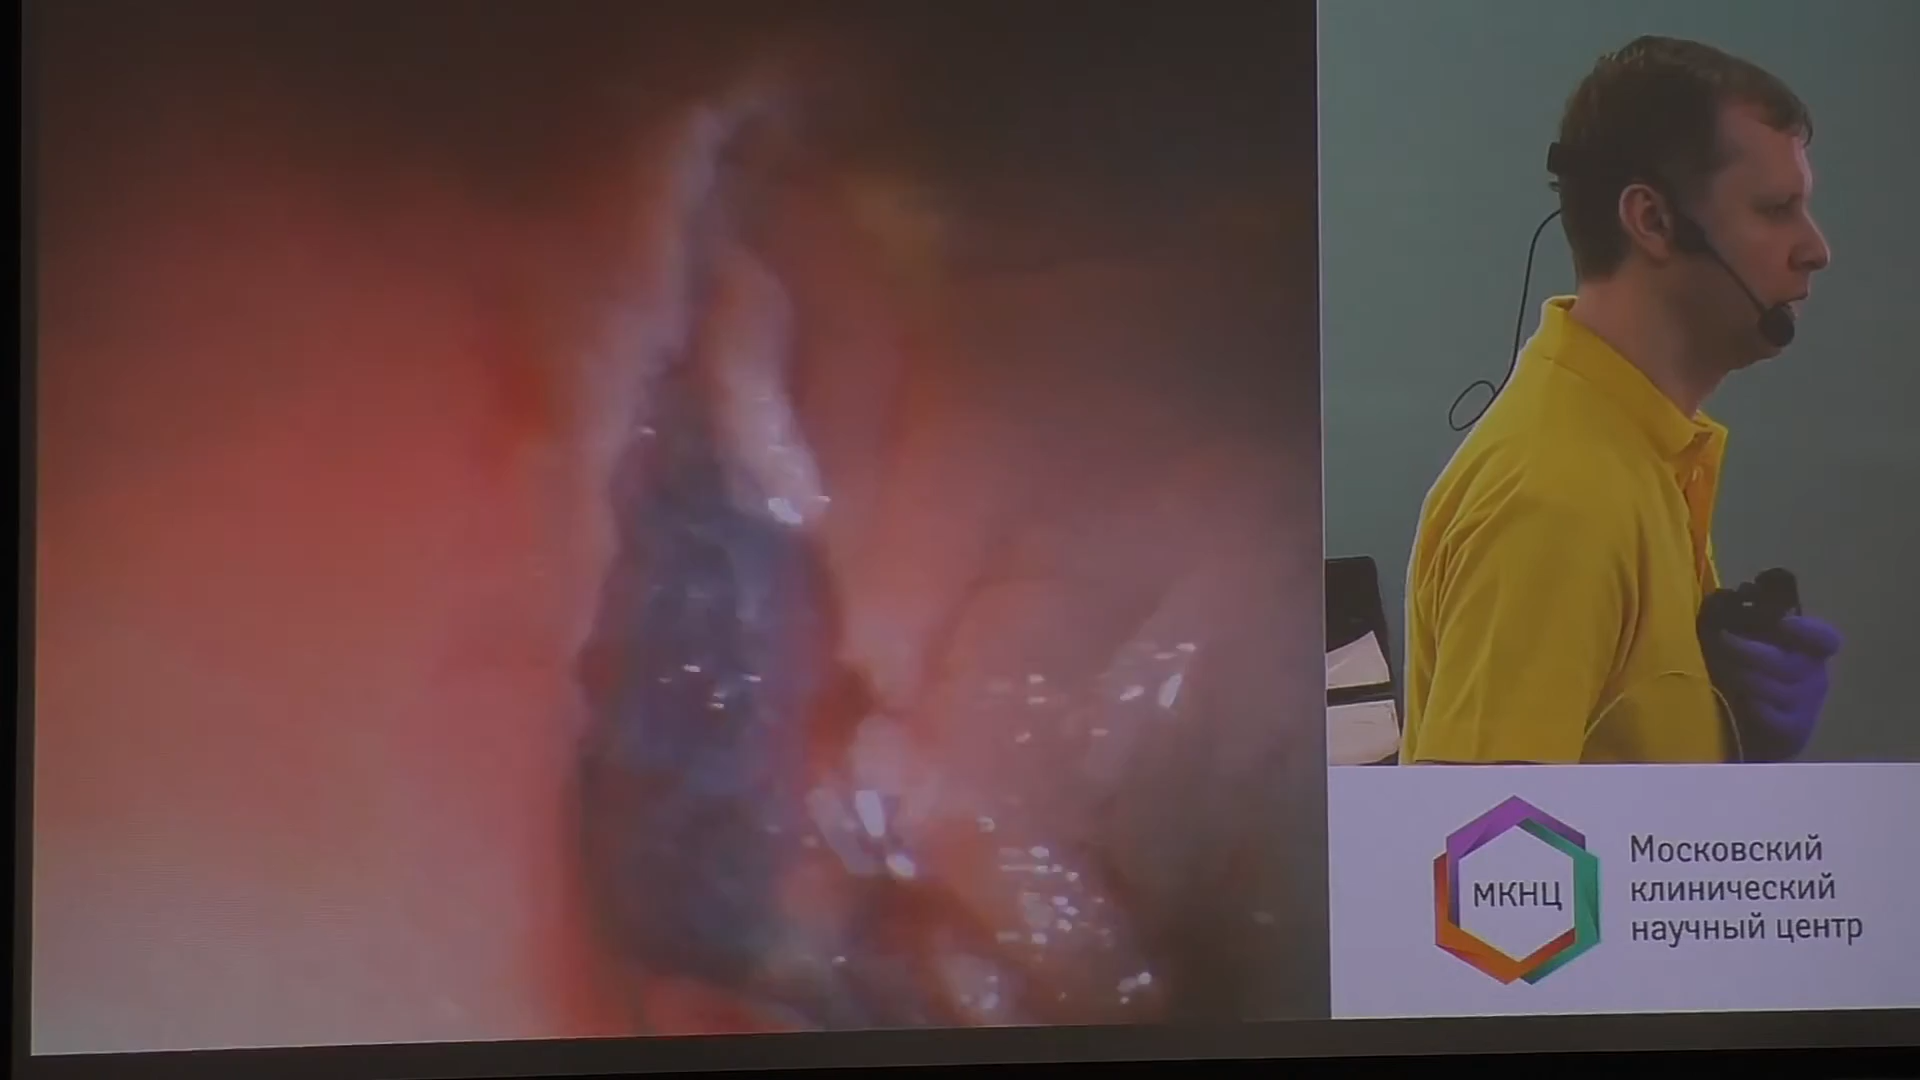 МКНЦ
Московский
клинический
научный центр